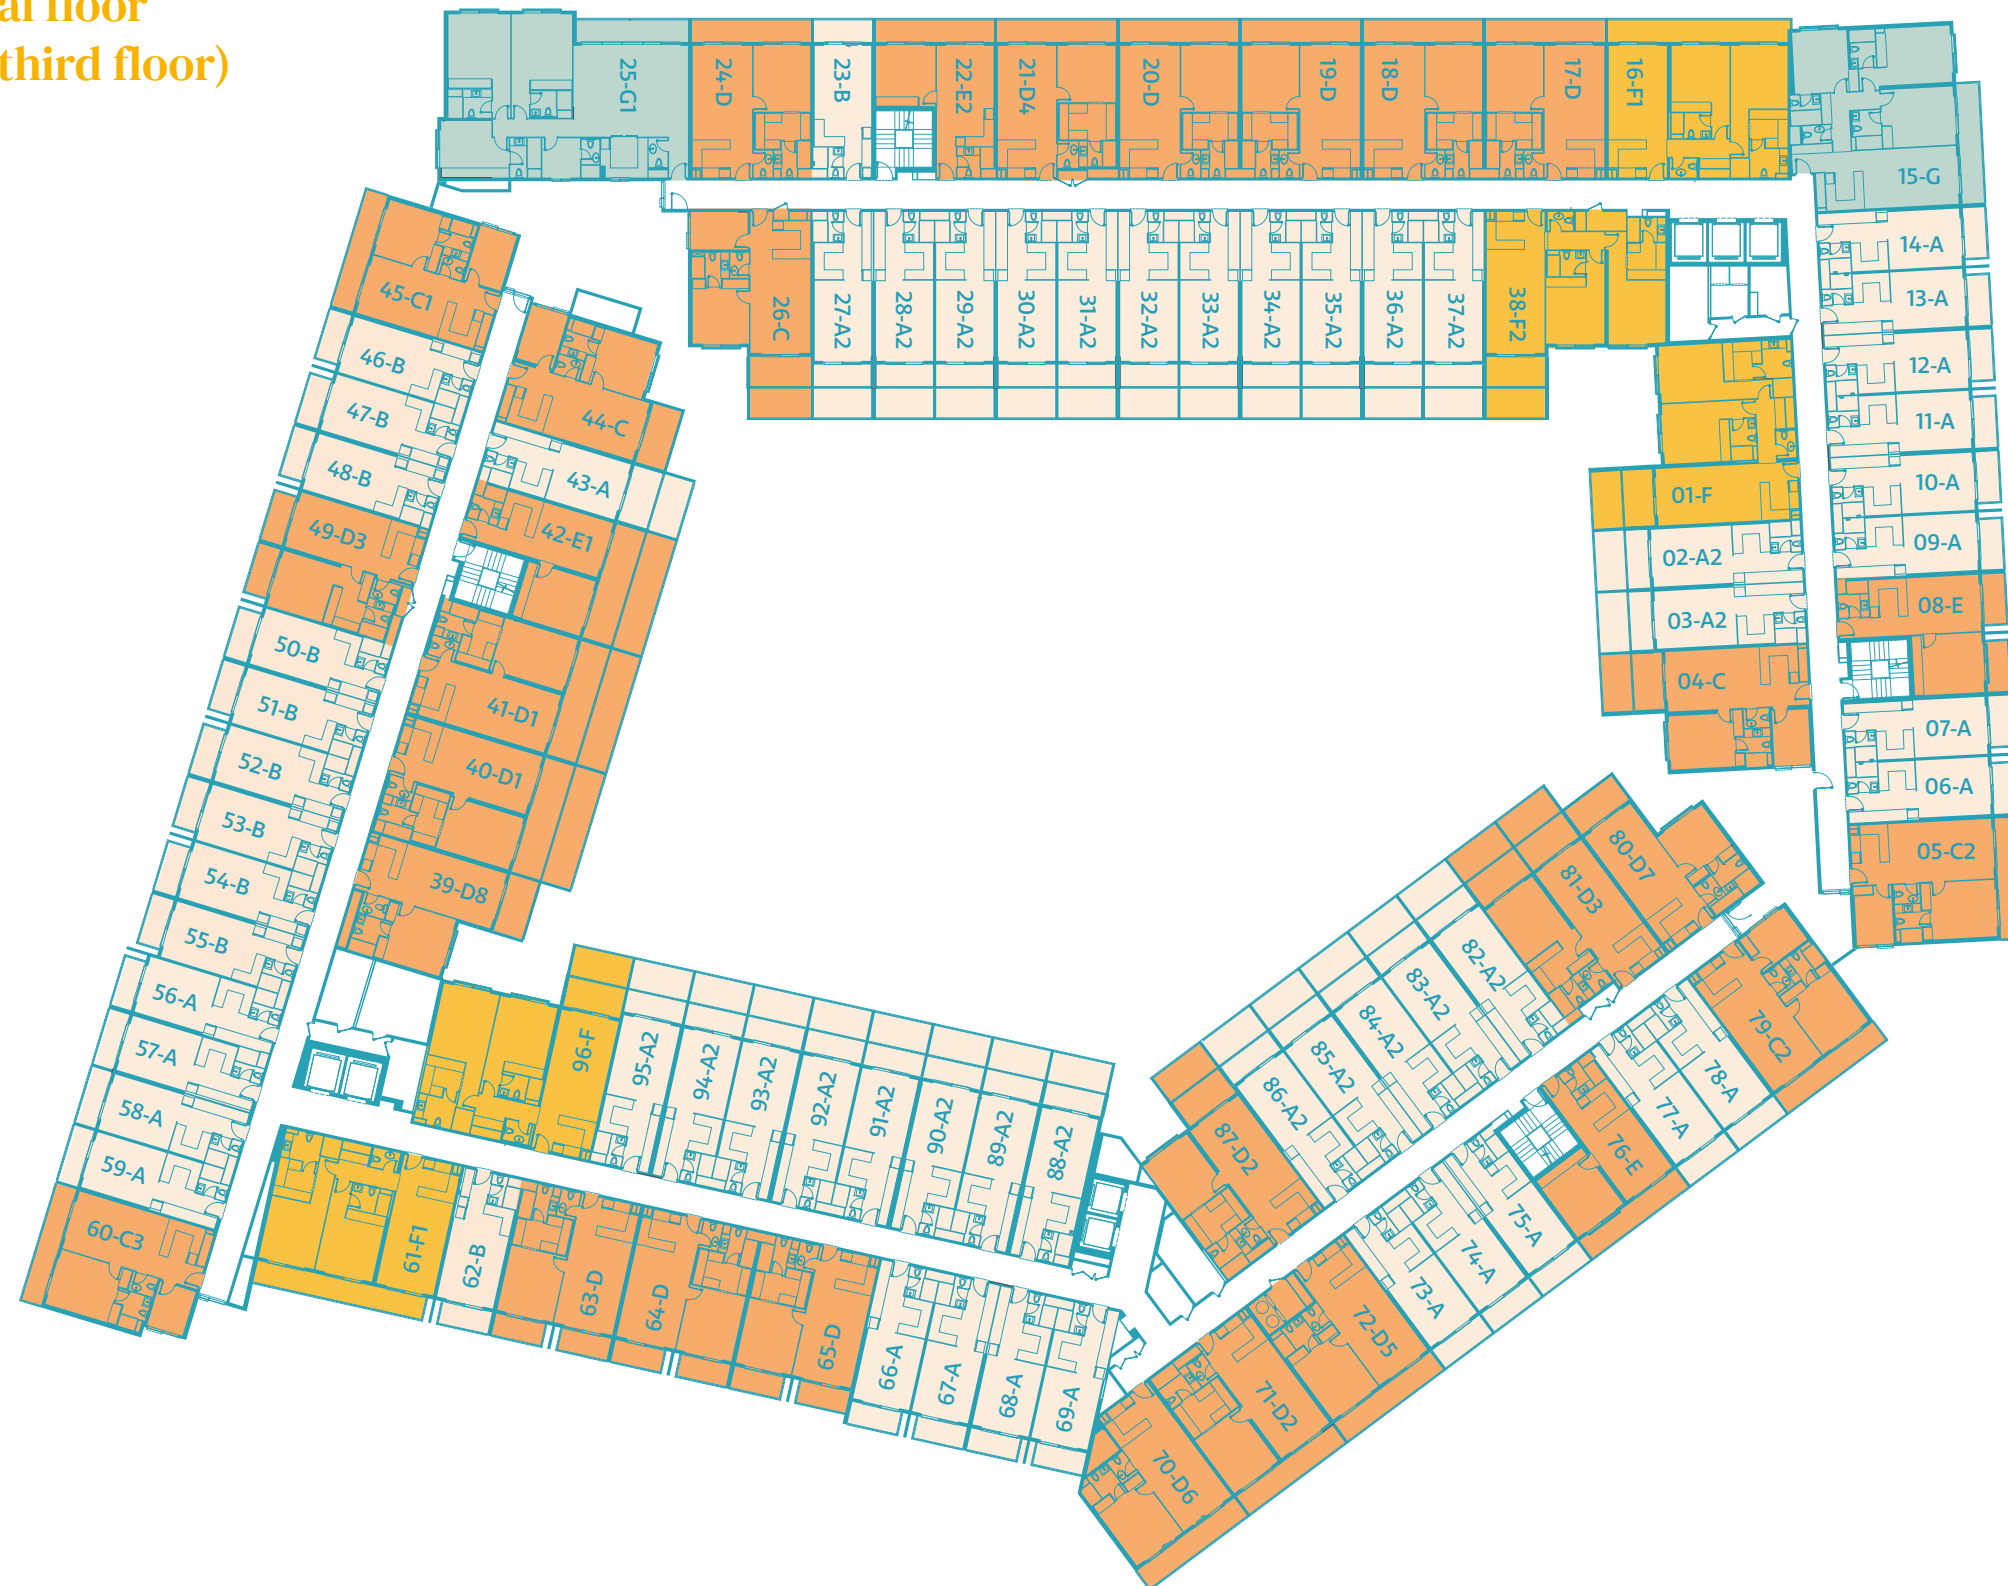 al floor
third floor)
25-G1
24-D
23-B
22-E2
21-D4
20-D
19-D
18-D
17-D
16-F1
15-G
14-A
13-A
12-A
11-A
10-A
09-A
08-E
07-A
06-A
05-C2
26-C
27-A2
28-A2
29-A2
30-A2
31-A2
32-A2
33-A2
34-A2
35-A2
36-A2
37-A2
38-F2
01-F
02-A2
03-A2
04-C
45-C1
46-B
47-B
48-B
49-D3
50-B
51-B
52-B
53-B
54-B
55-B
56-A
57-A
58-A
59-A
60-C3
44-C
43-A
42-E1
41-D1
40-D1
39-D8
96-F
95-A2
94-A2
93-A2
92-A2
91-A2
90-A2
89-A2
88-A2
61-F1
62-B
63-D
64-D
65-D
66-A
67-A
68-A
69-A
80-D7
81-D3
82-A2
83-A2
84-A2
85-A2
86-A2
87-D2
79-C2
78-A
77-A
76-E
75-A
74-A
73-A
72-D5
71-D2
70-D6